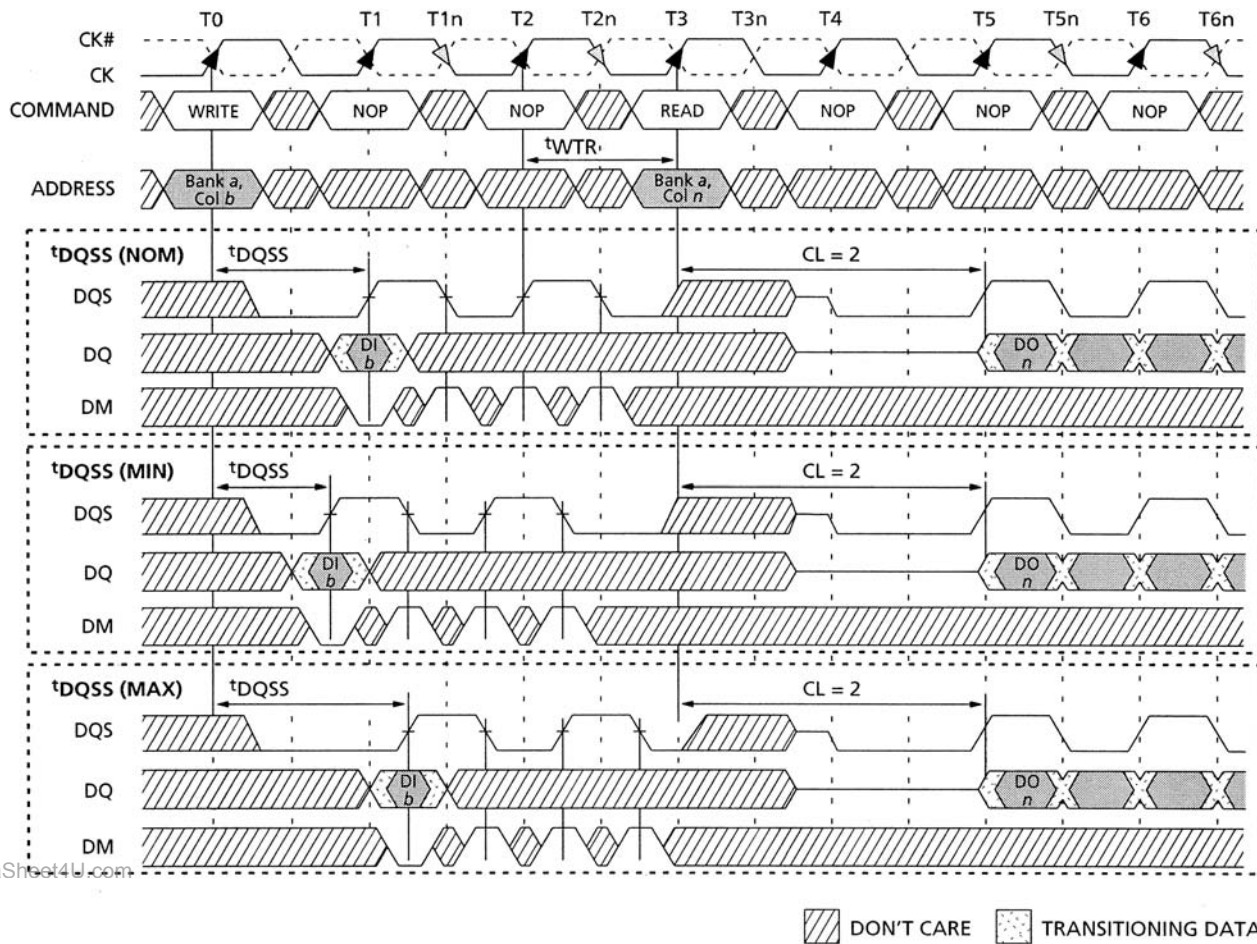 T0 T1 T1n T2 T2n T3 T3n T4 T5 T5n T6 T6n
CK#
CK
COMMAND WRITE NOP NOP READ NOP NOP NOP
tWTR
ADDRESS Bank a, Col b Bank a, Col n
tDQSS (NOM) tDQSS CL = 2
DQS
DQ DI b DO n
DM
tDQSS (MIN) tDQSS CL = 2
DQS
DQ DI b DO n
DM
tDQSS (MAX) tDQSS CL = 2
DQS
DQ DI b DO n
DM
Sheet4U.com
DON'T CARE TRANSITIONING DATA